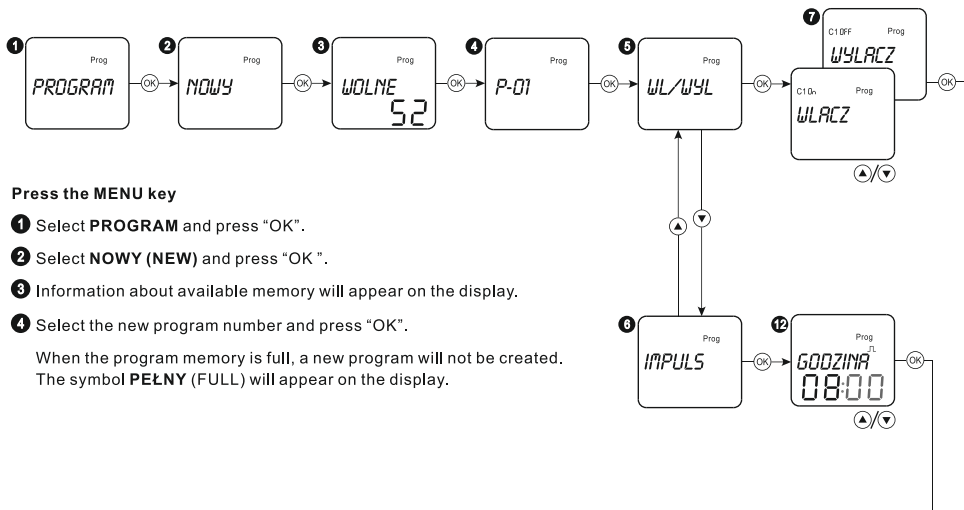 1
Prog
PROGRAM
OK
2
Prog
NOWY
OK
3
Prog
WOLNE
52
OK
4
Prog
P-01
OK
5
Prog
WL/WYL
OK
7
C1 OFF Prog
WYLACZ
C1 On Prog
WLACZ
OK
▲/▼
Press the MENU key
1 Select PROGRAM and press “OK”.
2 Select NOWY (NEW) and press “OK ”.
3 Information about available memory will appear on the display.
4 Select the new program number and press “OK”.
When the program memory is full, a new program will not be created.
The symbol PEŁNY (FULL) will appear on the display.
▲ ▼
6
Prog
IMPULS
OK
12
Prog
GODZINA
08:00
OK
▲/▼